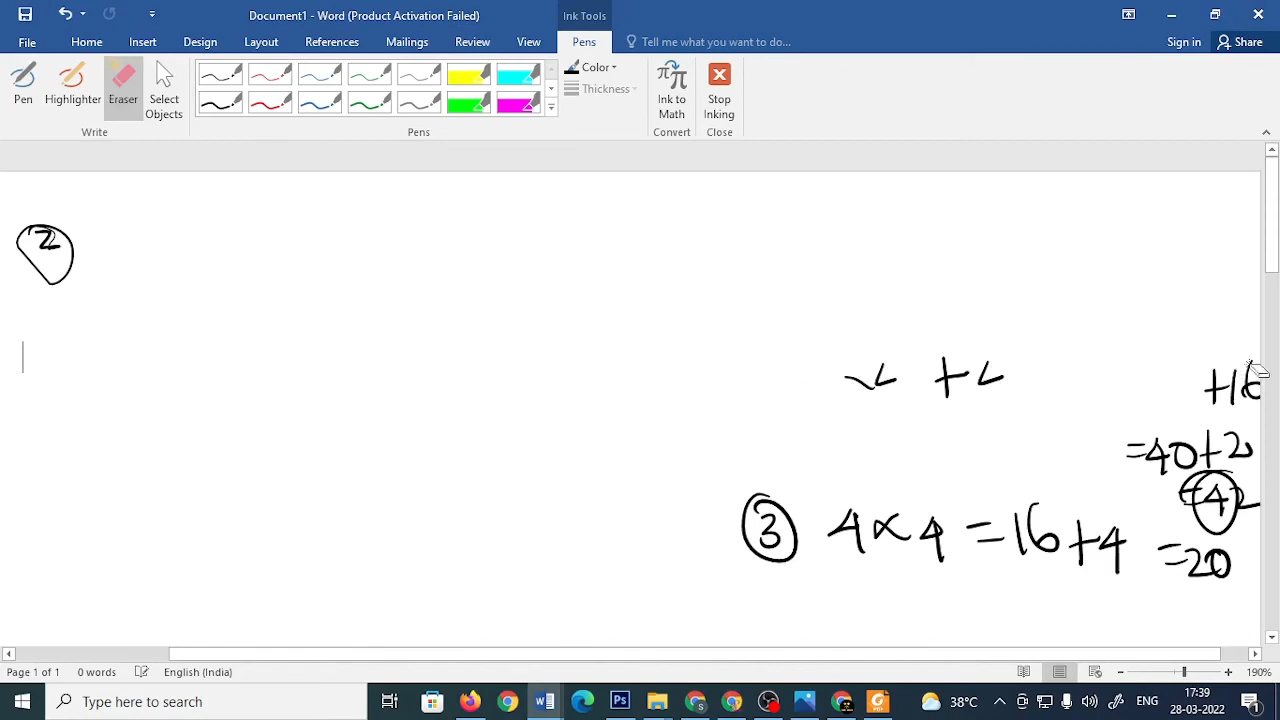 Document1 - Word (Product Activation Failed)
Ink Tools
File Home Insert Design Layout References Mailings Review View Pens Tell me what you want to do... Sign in Share
Pen Highlighter Eraser Select Objects
Color
Thickness
Ink to Math
Stop Inking
Write Pens Convert Close
2
+16
=40+2
=42
3 4×4 =16+4 =20
Page 1 of 1 0 words English (India) 190%
Type here to search 38°C ENG 17:39
28-03-2022